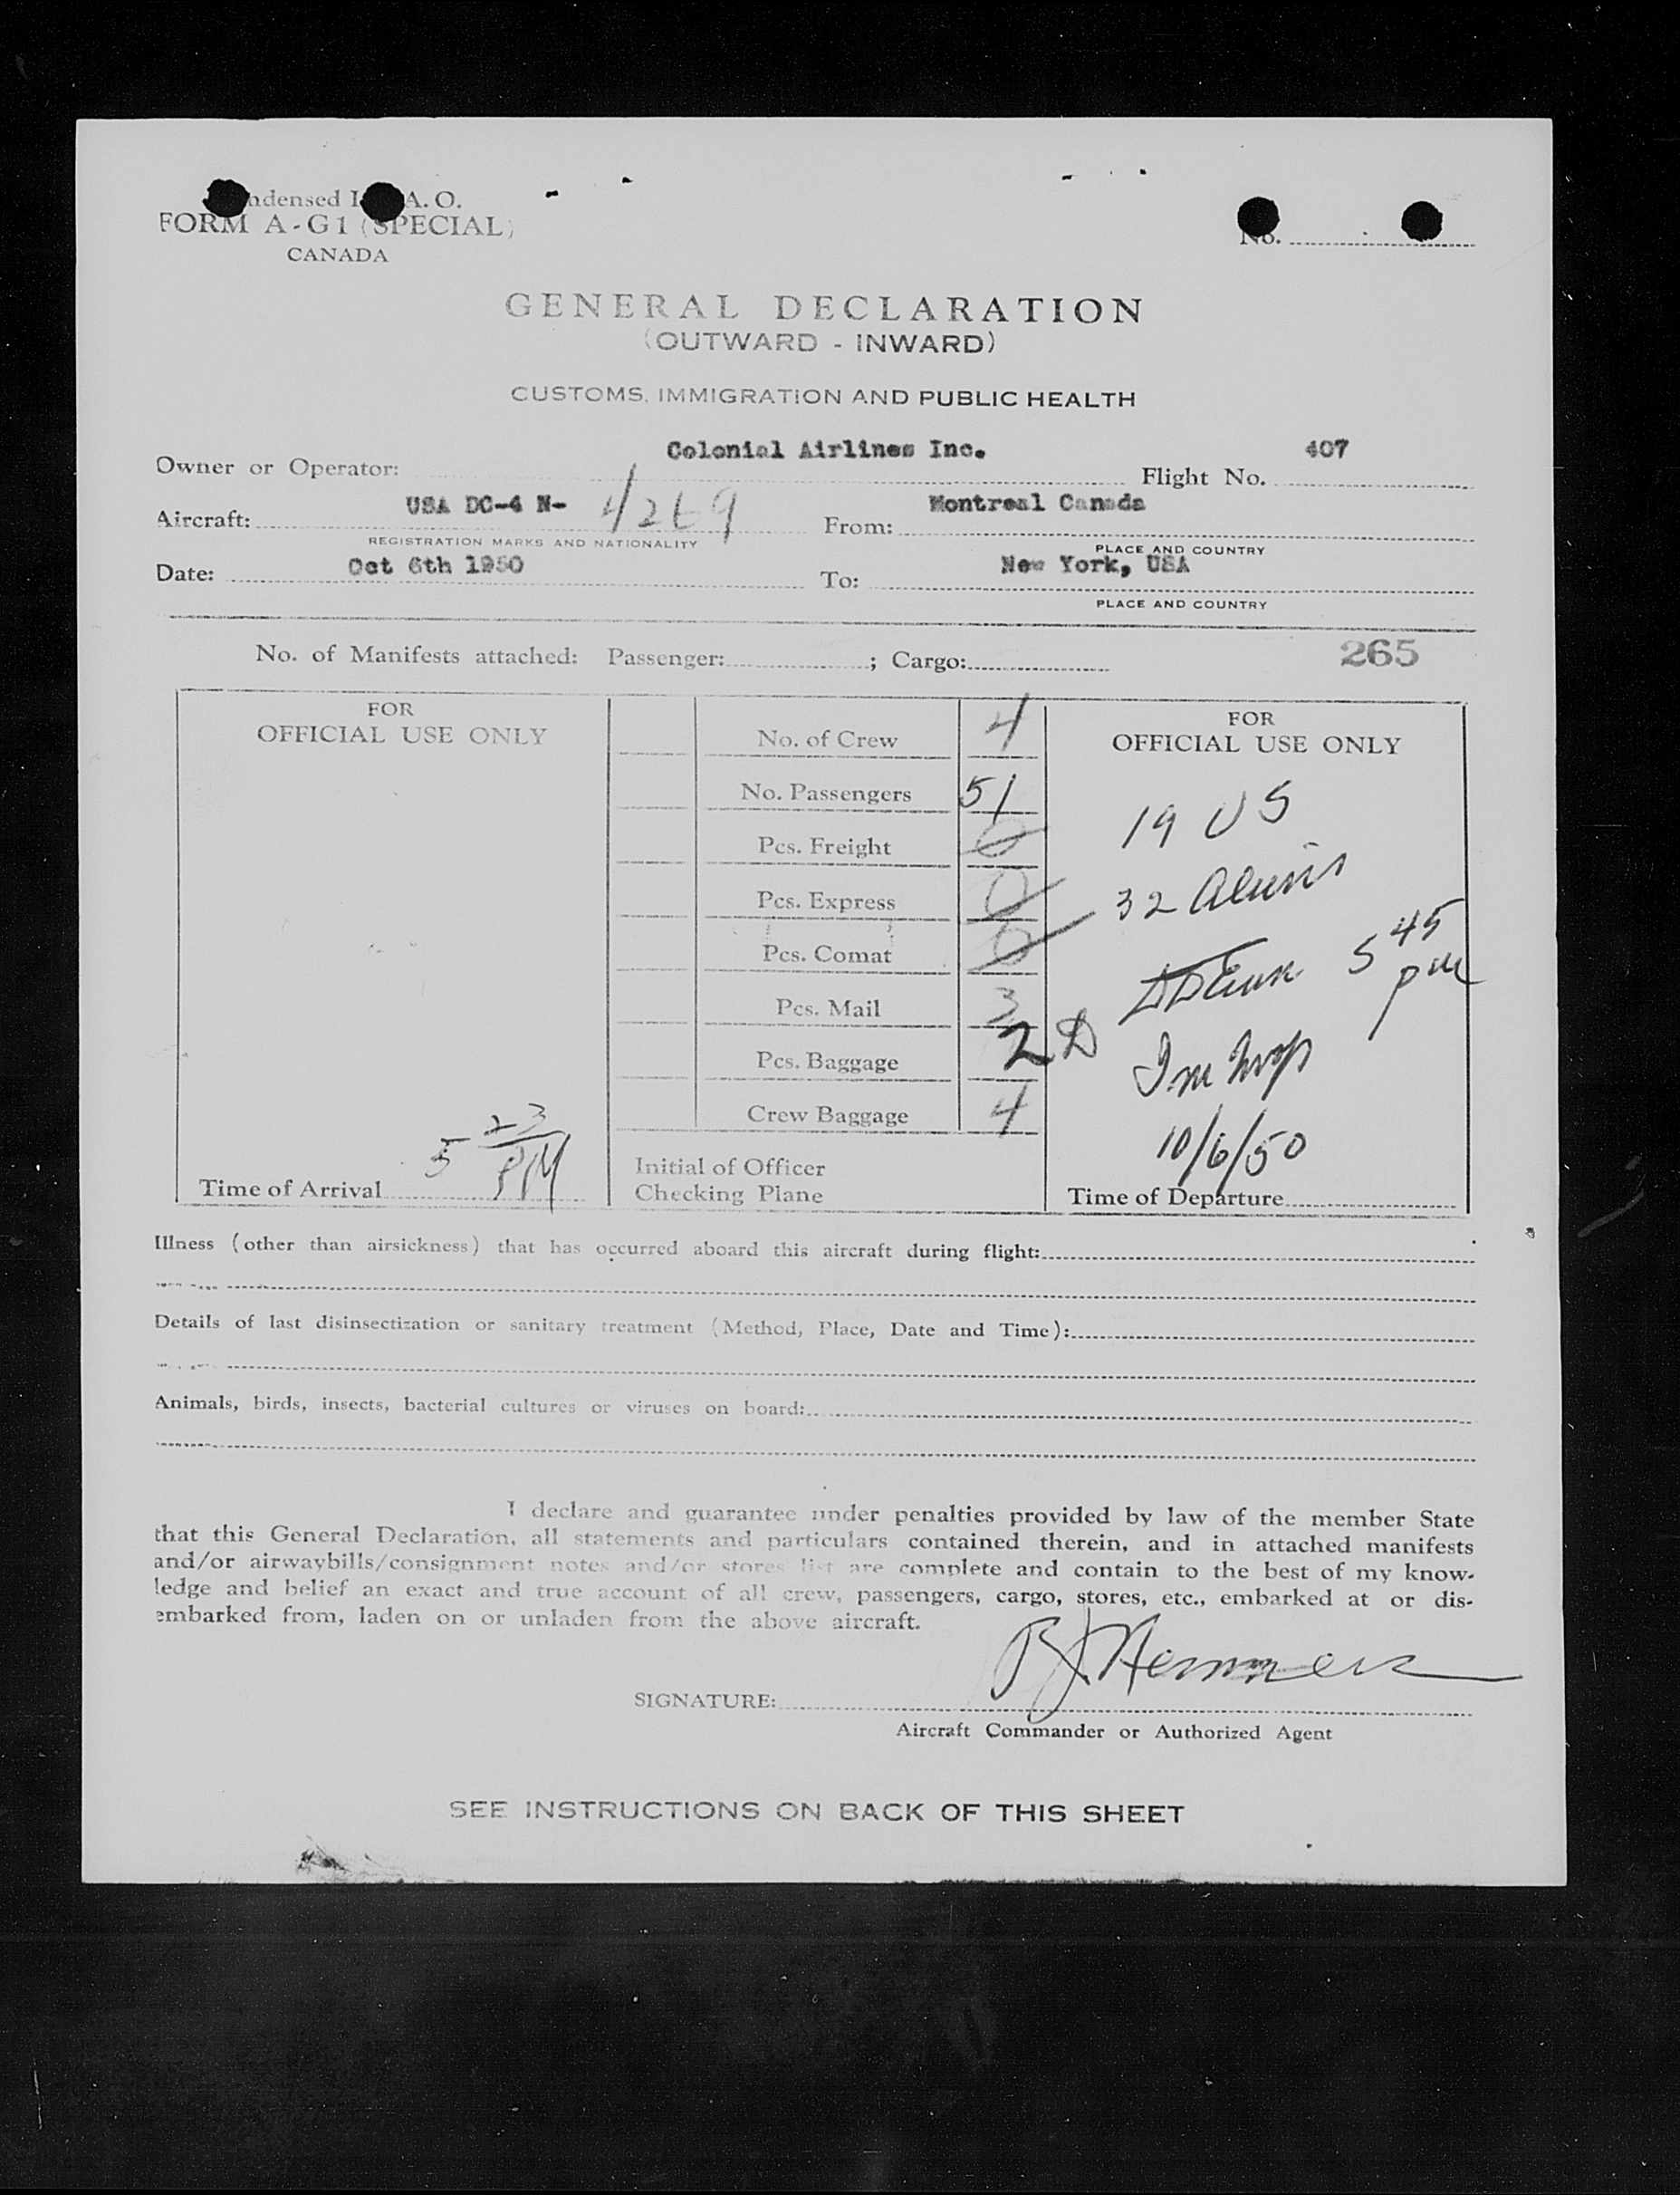 ndensed I A. O.
FORM A-G1 (SPECIAL)
CANADA
No.
GENERAL DECLARATION
(OUTWARD - INWARD)
CUSTOMS, IMMIGRATION AND PUBLIC HEALTH
Owner or Operator: Colonial Airlines Inc. Flight No. 407
Aircraft: USA DC-4 N- From: Montreal Canada
REGISTRATION MARKS AND NATIONALITY PLACE AND COUNTRY
Date: Oct 6th 1950 To: New York, USA
PLACE AND COUNTRY
No. of Manifests attached: Passenger: ; Cargo: 265
FOR
OFFICIAL USE ONLY
5 23 PM
Time of Arrival
No. of Crew 4
No. Passengers 51
Pcs. Freight 0
Pcs. Express 0
Pcs. Comat 0
Pcs. Mail 3
Pcs. Baggage 2
Crew Baggage 4
Initial of Officer
Checking Plane
FOR
OFFICIAL USE ONLY
19 US
32 Aliens
5 45 pm
10/6/50
Time of Departure
Illness (other than airsickness) that has occurred aboard this aircraft during flight:
Details of last disinsectization or sanitary treatment (Method, Place, Date and Time):
Animals, birds, insects, bacterial cultures or viruses on board:
I declare and guarantee under penalties provided by law of the member State
that this General Declaration, all statements and particulars contained therein, and in attached manifests
and/or airwaybills/consignment notes and/or stores list are complete and contain to the best of my know-
ledge and belief an exact and true account of all crew, passengers, cargo, stores, etc., embarked at or dis-
embarked from, laden on or unladen from the above aircraft.
SIGNATURE:
Aircraft Commander or Authorized Agent
SEE INSTRUCTIONS ON BACK OF THIS SHEET